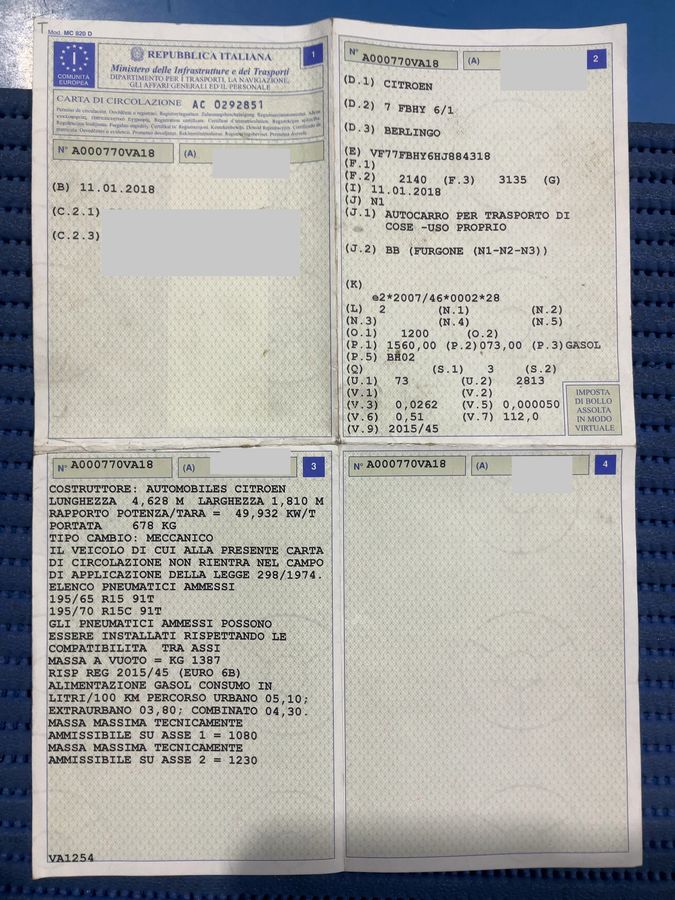 T
Mod. MC 820 D
COMUNITÀ
EUROPEA
REPUBBLICA ITALIANA
1
Ministero delle Infrastrutture e dei Trasporti
DIPARTIMENTO PER I TRASPORTI, LA NAVIGAZIONE,
GLI AFFARI GENERALI ED IL PERSONALE
CARTA DI CIRCOLAZIONE AC 0292851
N° A000770VA18 (A)
(B) 11.01.2018
(C.2.1)
(C.2.3)
N° A000770VA18 (A) 2
(D.1) CITROEN
(D.2) 7 FBHY 6/1
(D.3) BERLINGO
(E) VF77FBHY6HJ884318
(F.1)
(F.2) 2140 (F.3) 3135 (G)
(I) 11.01.2018
(J) N1
(J.1) AUTOCARRO PER TRASPORTO DI
COSE -USO PROPRIO
(J.2) BB (FURGONE (N1-N2-N3))
(K)
e2*2007/46*0002*28
(L) 2 (N.1) (N.2)
(N.3) (N.4) (N.5)
(O.1) 1200 (O.2)
(P.1) 1560,00 (P.2)073,00 (P.3)GASOL
(P.5) BH02
(Q) (S.1) 3 (S.2)
(U.1) 73 (U.2) 2813
(V.1) (V.2)
(V.3) 0,0262 (V.5) 0,000050
(V.6) 0,51 (V.7) 112,0
(V.9) 2015/45
IMPOSTA
DI BOLLO
ASSOLTA
IN MODO
VIRTUALE
N° A000770VA18 (A) 3
COSTRUTTORE: AUTOMOBILES CITROEN
LUNGHEZZA 4,628 M LARGHEZZA 1,810 M
RAPPORTO POTENZA/TARA = 49,932 KW/T
PORTATA 678 KG
TIPO CAMBIO: MECCANICO
IL VEICOLO DI CUI ALLA PRESENTE CARTA
DI CIRCOLAZIONE NON RIENTRA NEL CAMPO
DI APPLICAZIONE DELLA LEGGE 298/1974.
ELENCO PNEUMATICI AMMESSI
195/65 R15 91T
195/70 R15C 91T
GLI PNEUMATICI AMMESSI POSSONO
ESSERE INSTALLATI RISPETTANDO LE
COMPATIBILITA TRA ASSI
MASSA A VUOTO = KG 1387
RISP REG 2015/45 (EURO 6B)
ALIMENTAZIONE GASOL CONSUMO IN
LITRI/100 KM PERCORSO URBANO 05,10;
EXTRAURBANO 03,80; COMBINATO 04,30.
MASSA MASSIMA TECNICAMENTE
AMMISSIBILE SU ASSE 1 = 1080
MASSA MASSIMA TECNICAMENTE
AMMISSIBILE SU ASSE 2 = 1230
VA1254
N° A000770VA18 (A) 4